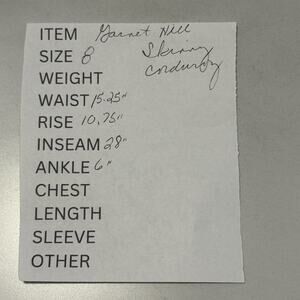 ITEM Garnet Hill
SIZE 8 Skinny
WEIGHT Corduroy
WAIST 15.25"
RISE 10.75"
INSEAM 28"
ANKLE 6"
CHEST
LENGTH
SLEEVE
OTHER